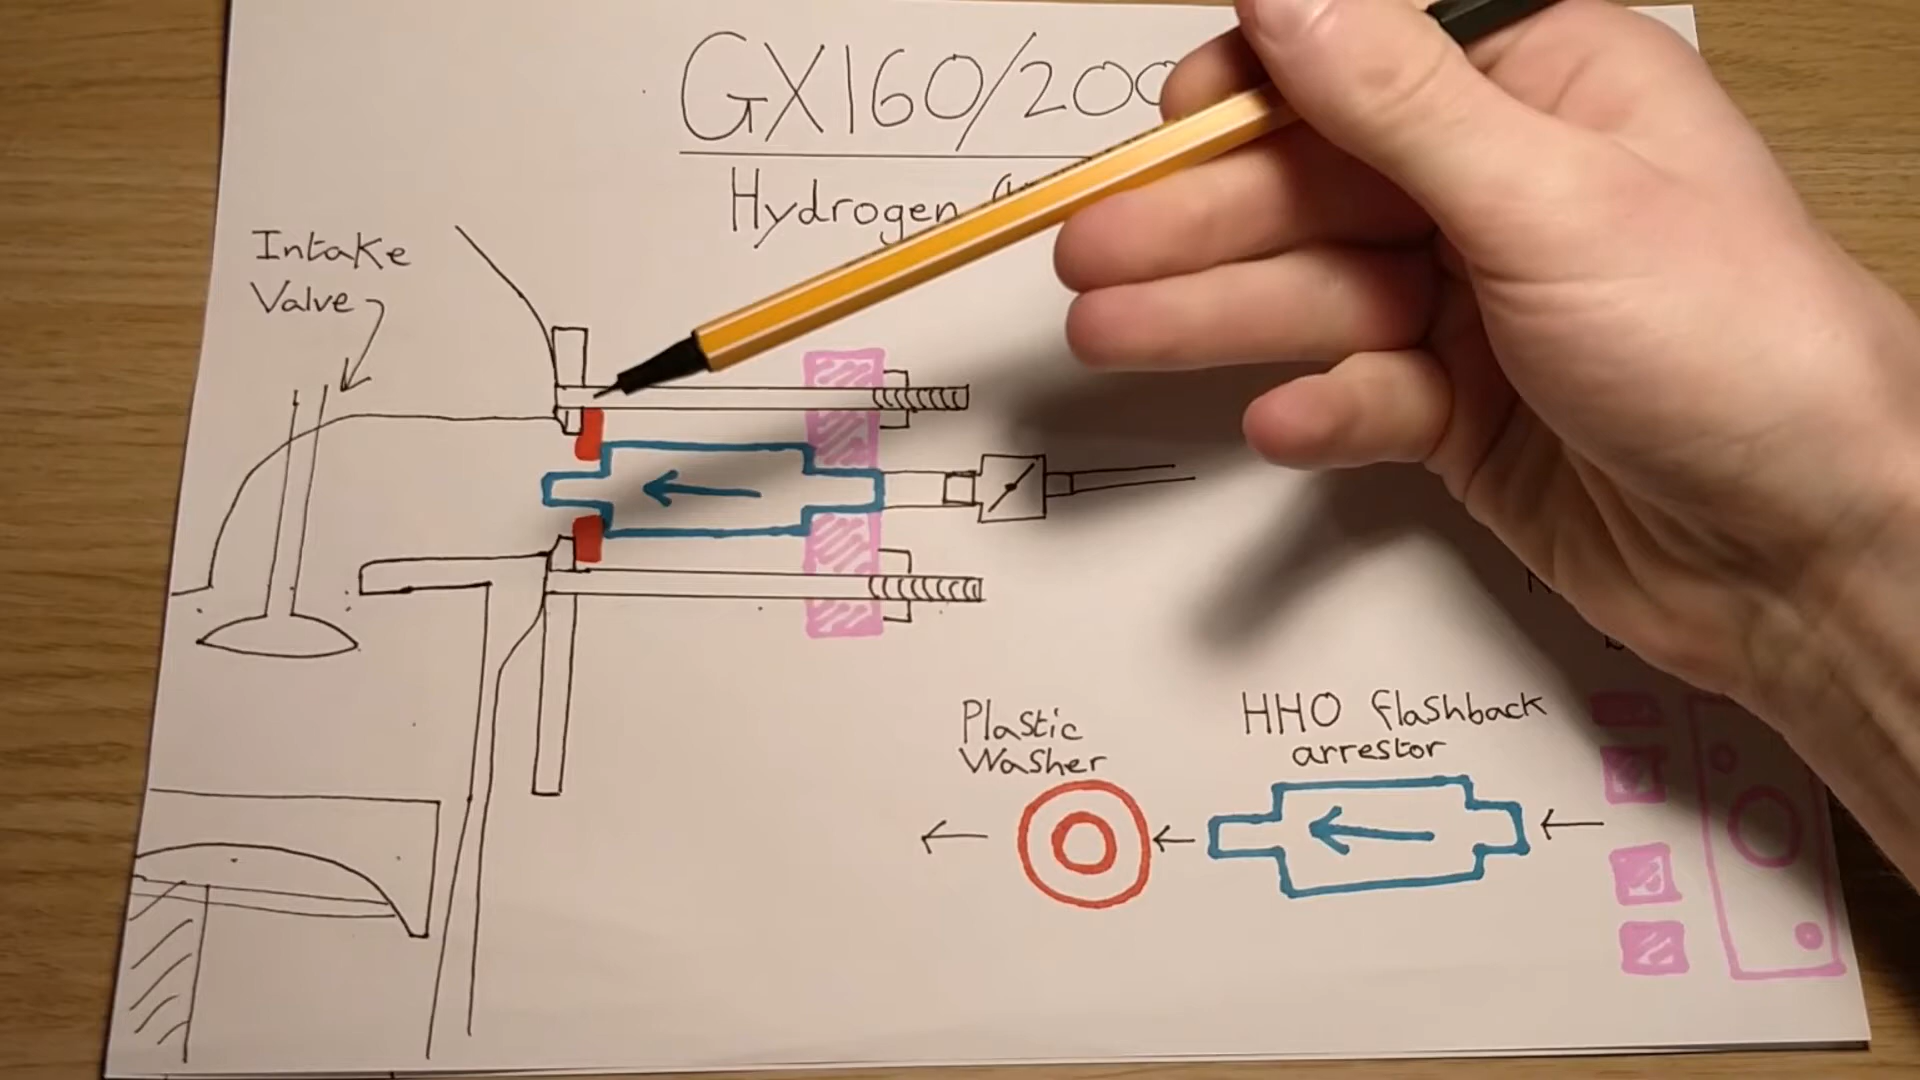 GX160/200
Hydrogen
Intake
Valve
Plastic
Washer
HHO flashback
arrestor